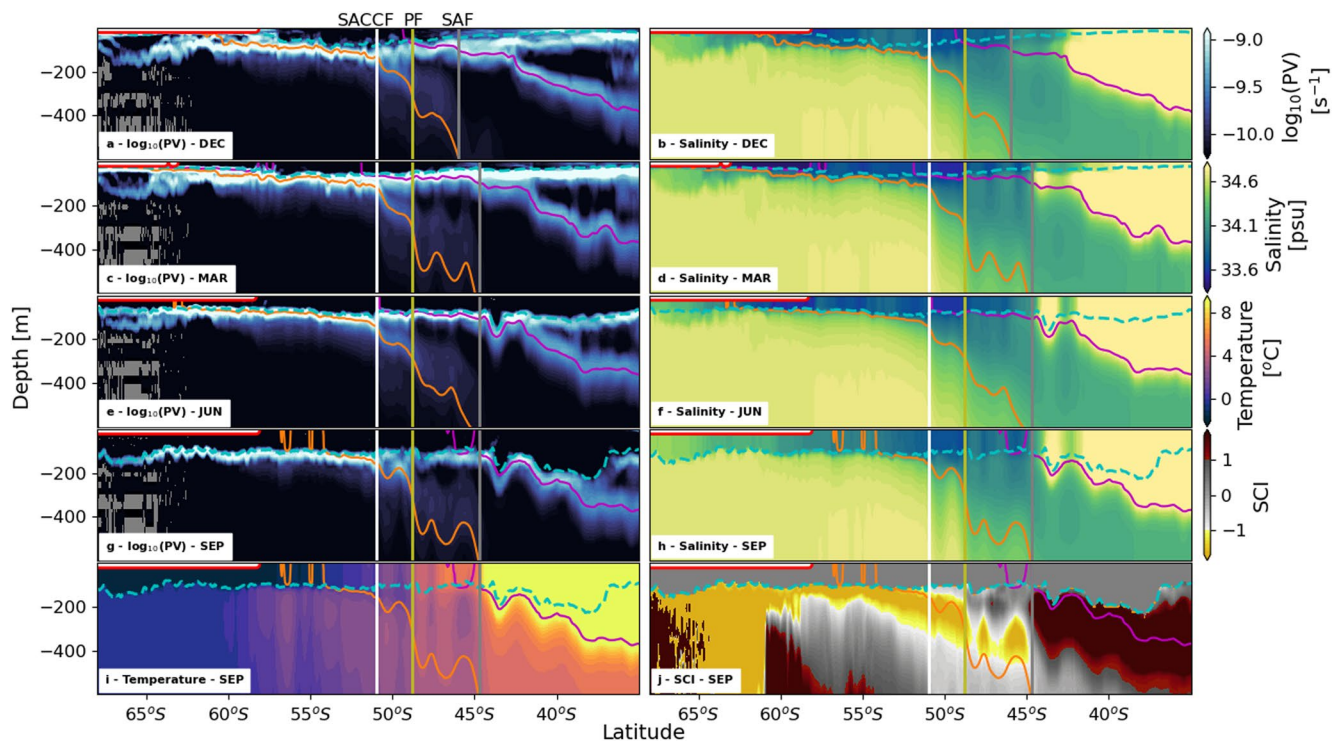 SACCF PF SAF
−200
−400
a - log₁₀(PV) - DEC
b - Salinity - DEC
−9.0
−9.5
−10.0
log₁₀(PV)
[s⁻¹]
−200
−400
c - log₁₀(PV) - MAR
d - Salinity - MAR
34.6
34.1
33.6
Salinity
[psu]
Depth [m]
−200
−400
e - log₁₀(PV) - JUN
f - Salinity - JUN
8
4
0
Temperature
[°C]
−200
−400
g - log₁₀(PV) - SEP
h - Salinity - SEP
1
0
−1
SCI
−200
−400
i - Temperature - SEP
j - SCI - SEP
65°S 60°S 55°S 50°S 45°S 40°S 65°S 60°S 55°S 50°S 45°S 40°S
Latitude